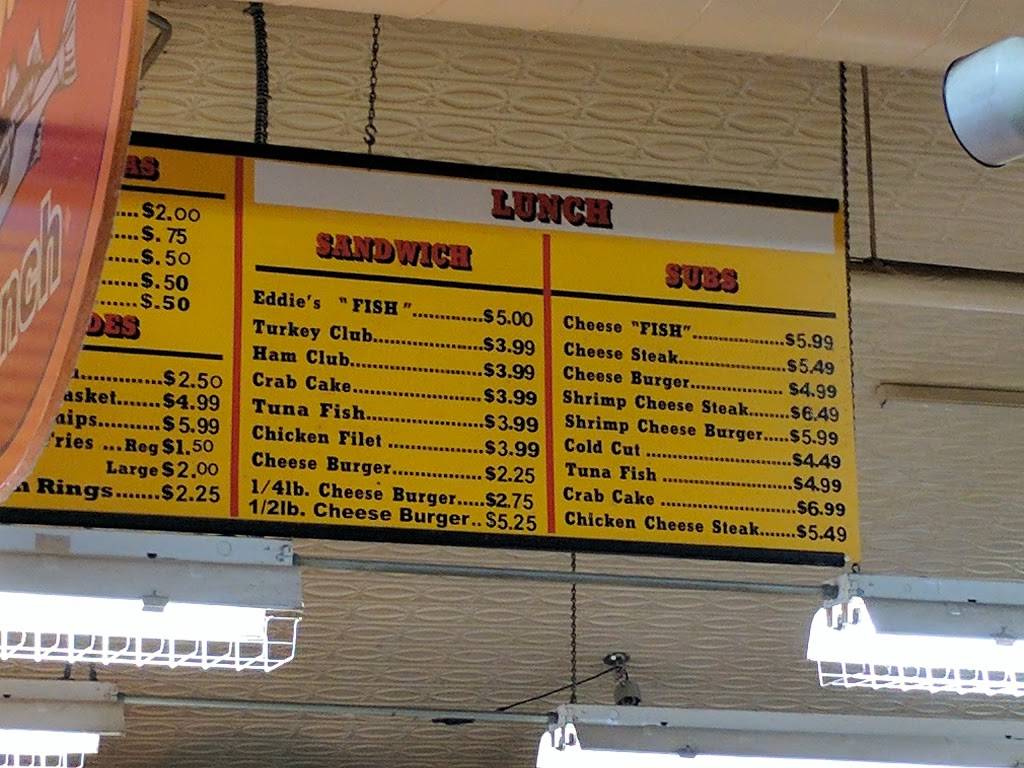 $2.00
$.75
$.50
$.50
$.50
$2.50
$4.99
$5.99
...Reg $1.50
Large $2.00
Rings.......$2.25
LUNCH
SANDWICH
Eddie's "FISH"..............$5.00
Turkey Club......................$3.99
Ham Club...........................$3.99
Crab Cake..........................$3.99
Tuna Fish.......................$3.99
Chicken Filet ..................$3.99
Cheese Burger..................$2.25
1/4lb. Cheese Burger.....$2.75
1/2lb. Cheese Burger..$5.25
SUBS
Cheese "FISH"..................$5.99
Cheese Steak.....................$5.49
Cheese Burger..................$4.99
Shrimp Cheese Steak.......$6.49
Shrimp Cheese Burger.....$5.99
Cold Cut .............................$4.49
Tuna Fish ..........................$4.99
Crab Cake ..........................$6.99
Chicken Cheese Steak.......$5.49